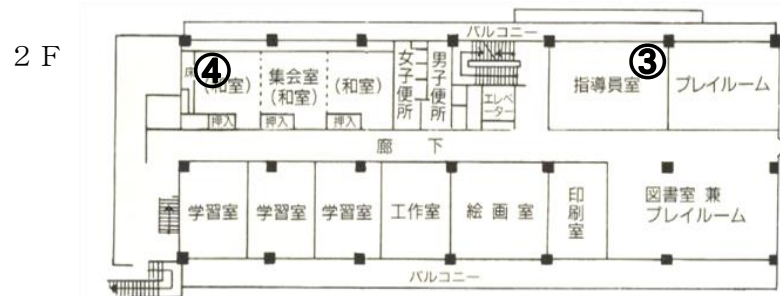 ２Ｆ
バルコニー
④
③
床
(和室)
集会室
(和室)
(和室)
押入
押入
押入
女子便所
男子便所
エレベーター
指導員室
プレイルーム
廊下
学習室
学習室
学習室
工作室
絵画室
印刷室
図書室 兼
プレイルーム
バルコニー